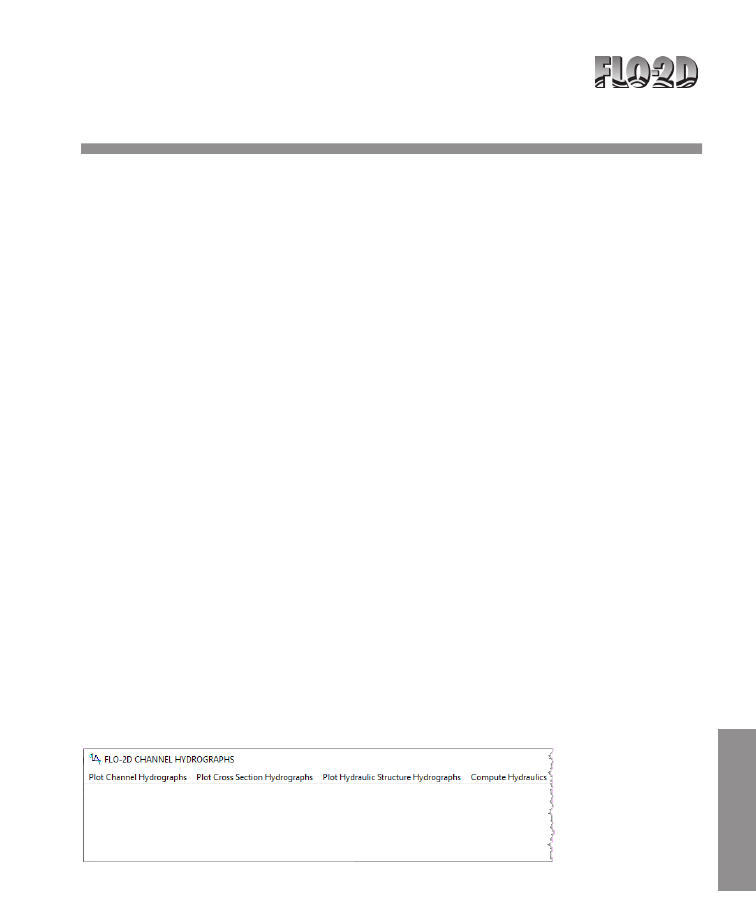 FLO-2D
FLO-2D CHANNEL HYDROGRAPHS
Plot Channel Hydrographs Plot Cross Section Hydrographs Plot Hydraulic Structure Hydrographs Compute Hydraulics